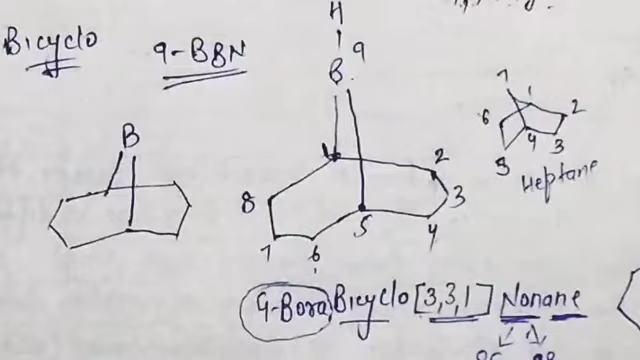 Bicyclo
9-BBN
H
B 9
B
1
2
3
4
5
6
7
8
7
1
2
3
4
5
6
Heptane
9-Bora Bicyclo [3,3,1] Nonane